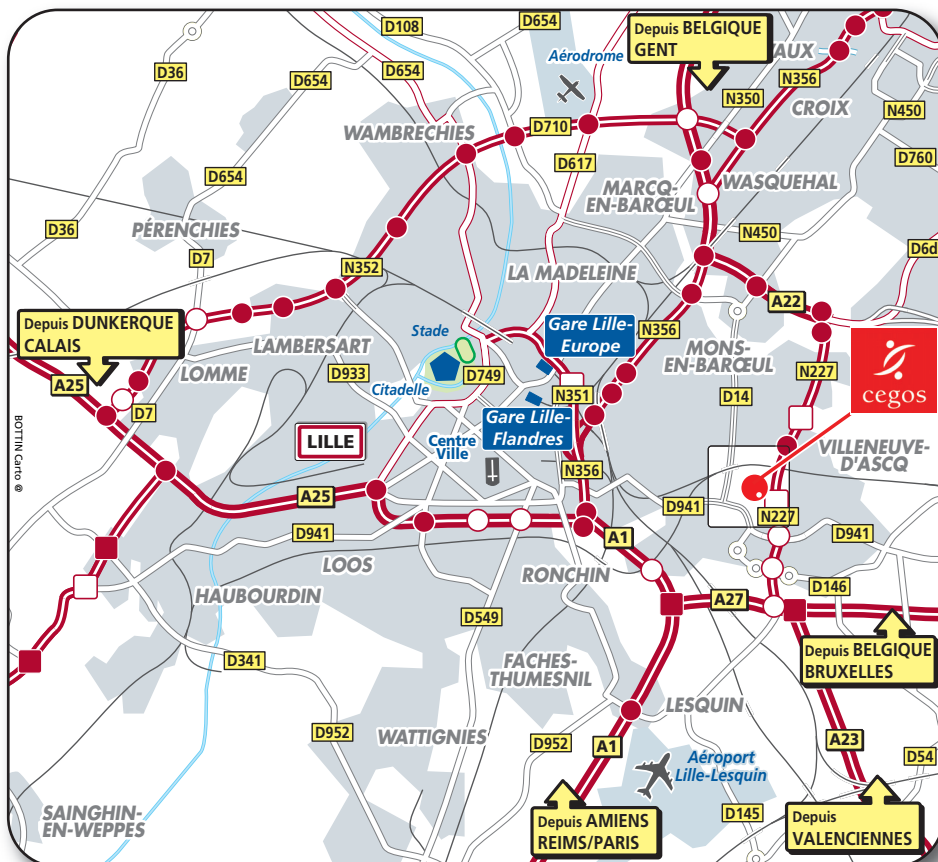 D108
D654
Depuis BELGIQUE
GENT
AUX
D36
D654
D654
Aérodrome
N356
N350
CROIX
N450
WAMBRECHIES
D710
D617
D760
D654
MARCQ-
EN-BARŒUL
WASQUEHAL
D36
PÉRENCHIES
N450
D6d
D7
N352
LA MADELEINE
A22
Depuis DUNKERQUE
CALAIS
Stade
Gare Lille-
Europe
N356
LAMBERSART
MONS-
EN-BARŒUL
LOMME
D933
D749
N227
A25
Citadelle
N351
D14
cegos
D7
Gare Lille-
Flandres
BOTTIN Carto @
LILLE
Centre
Ville
VILLENEUVE-
D'ASCQ
N356
A25
D941
N227
D941
D941
A1
LOOS
RONCHIN
HAUBOURDIN
A27
D146
D549
D341
FACHES-
THUMESNIL
Depuis BELGIQUE
BRUXELLES
LESQUIN
D952
WATTIGNIES
D952
A1
A23
D54
Aéroport
Lille-Lesquin
SAINGHIN-
EN-WEPPES
Depuis AMIENS
REIMS/PARIS
D145
Depuis
VALENCIENNES